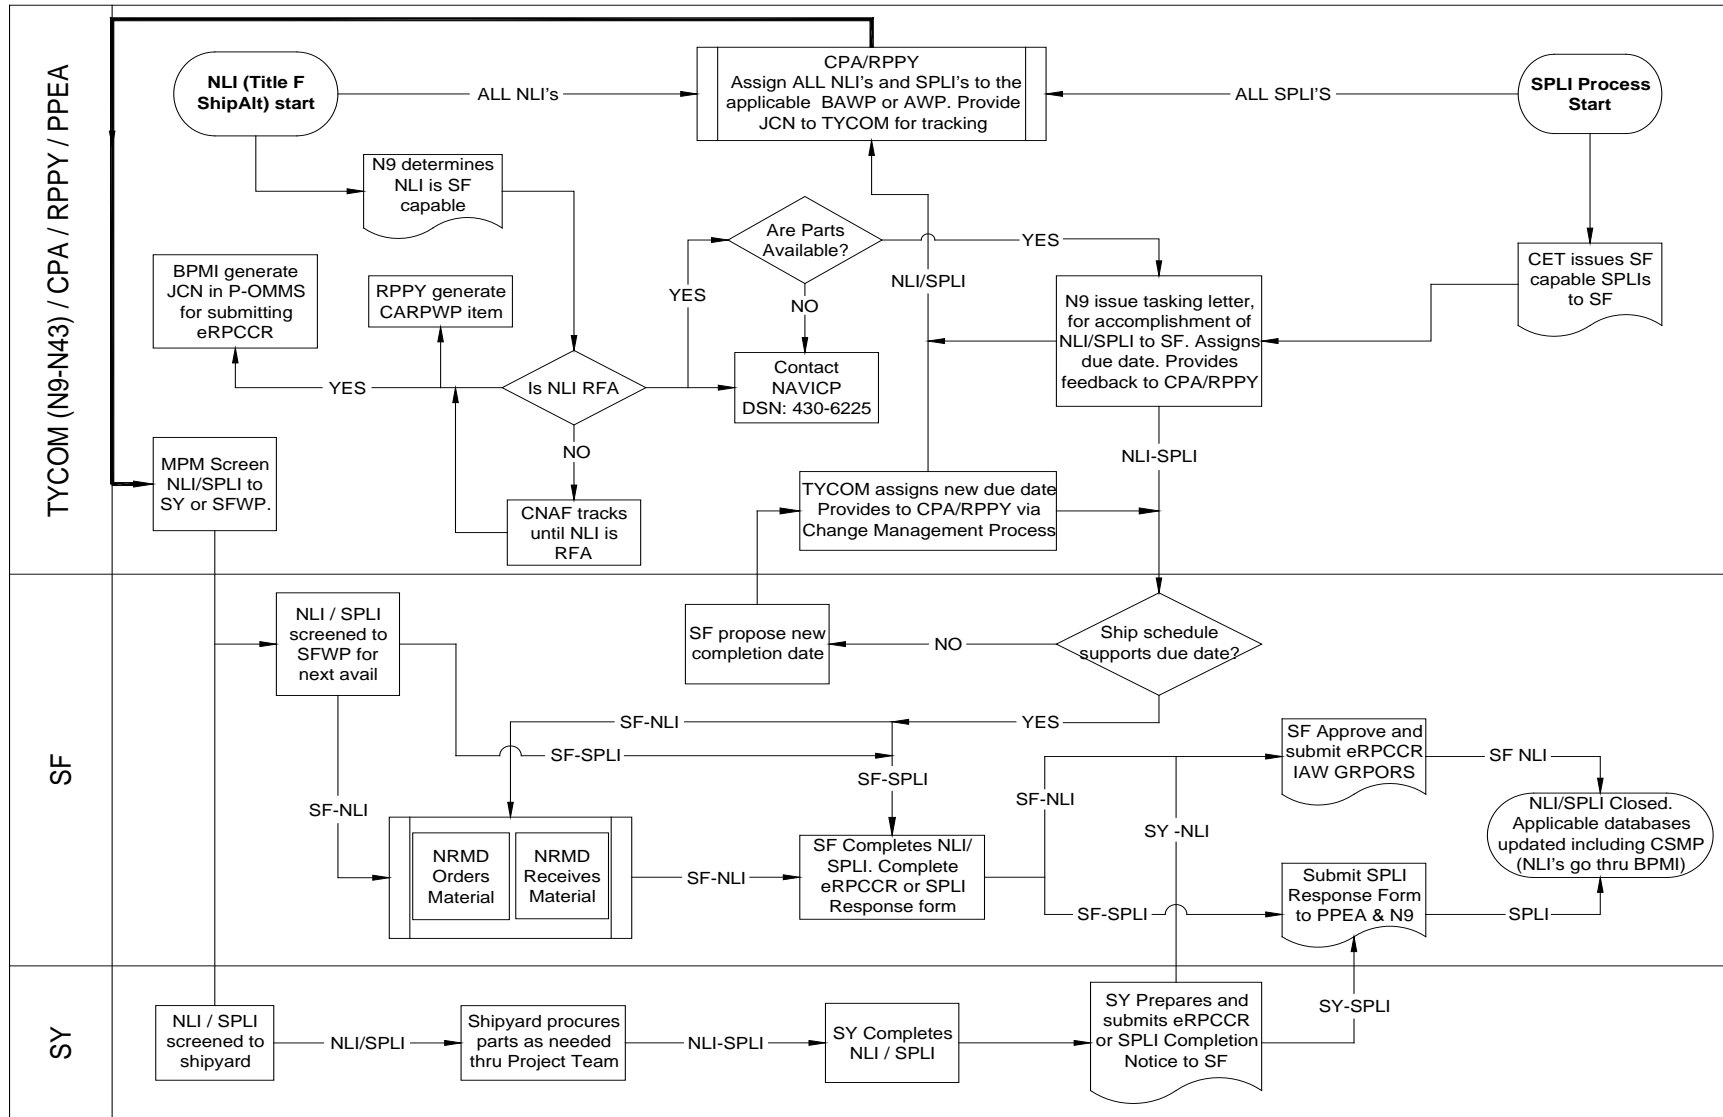 TYCOM (N9-N43) / CPA / RPPY / PPEA
NLI (Title F
ShipAlt) start
ALL NLI's
CPA/RPPY
Assign ALL NLI's and SPLI's to the
applicable BAWP or AWP. Provide
JCN to TYCOM for tracking
ALL SPLI'S
SPLI Process
Start
N9 determines
NLI is SF
capable
Are Parts
Available?
YES
CET issues SF
capable SPLIs
to SF
BPMI generate
JCN in P-OMMS
for submitting
eRPCCR
RPPY generate
CARPWP item
YES
NO
NLI/SPLI
N9 issue tasking letter,
for accomplishment of
NLI/SPLI to SF. Assigns
due date. Provides
feedback to CPA/RPPY
YES
Is NLI RFA
Contact
NAVICP
DSN: 430-6225
NO
NLI-SPLI
MPM Screen
NLI/SPLI to
SY or SFWP.
CNAF tracks
until NLI is
RFA
TYCOM assigns new due date
Provides to CPA/RPPY via
Change Management Process
SF
NLI / SPLI
screened to
SFWP for
next avail
SF propose new
completion date
NO
Ship schedule
supports due date?
SF-NLI
YES
SF-SPLI
SF-SPLI
SF-NLI
NRMD
Orders
Material
NRMD
Receives
Material
SF-NLI
SF Completes NLI/
SPLI. Complete
eRPCCR or SPLI
Response form
SF-NLI
SY -NLI
SF Approve and
submit eRPCCR
IAW GRPORS
SF NLI
NLI/SPLI Closed.
Applicable databases
updated including CSMP
(NLI's go thru BPMI)
SF-SPLI
Submit SPLI
Response Form
to PPEA & N9
SPLI
SY
NLI / SPLI
screened to
shipyard
NLI/SPLI
Shipyard procures
parts as needed
thru Project Team
NLI-SPLI
SY Completes
NLI / SPLI
SY Prepares and
submits eRPCCR
or SPLI Completion
Notice to SF
SY-SPLI